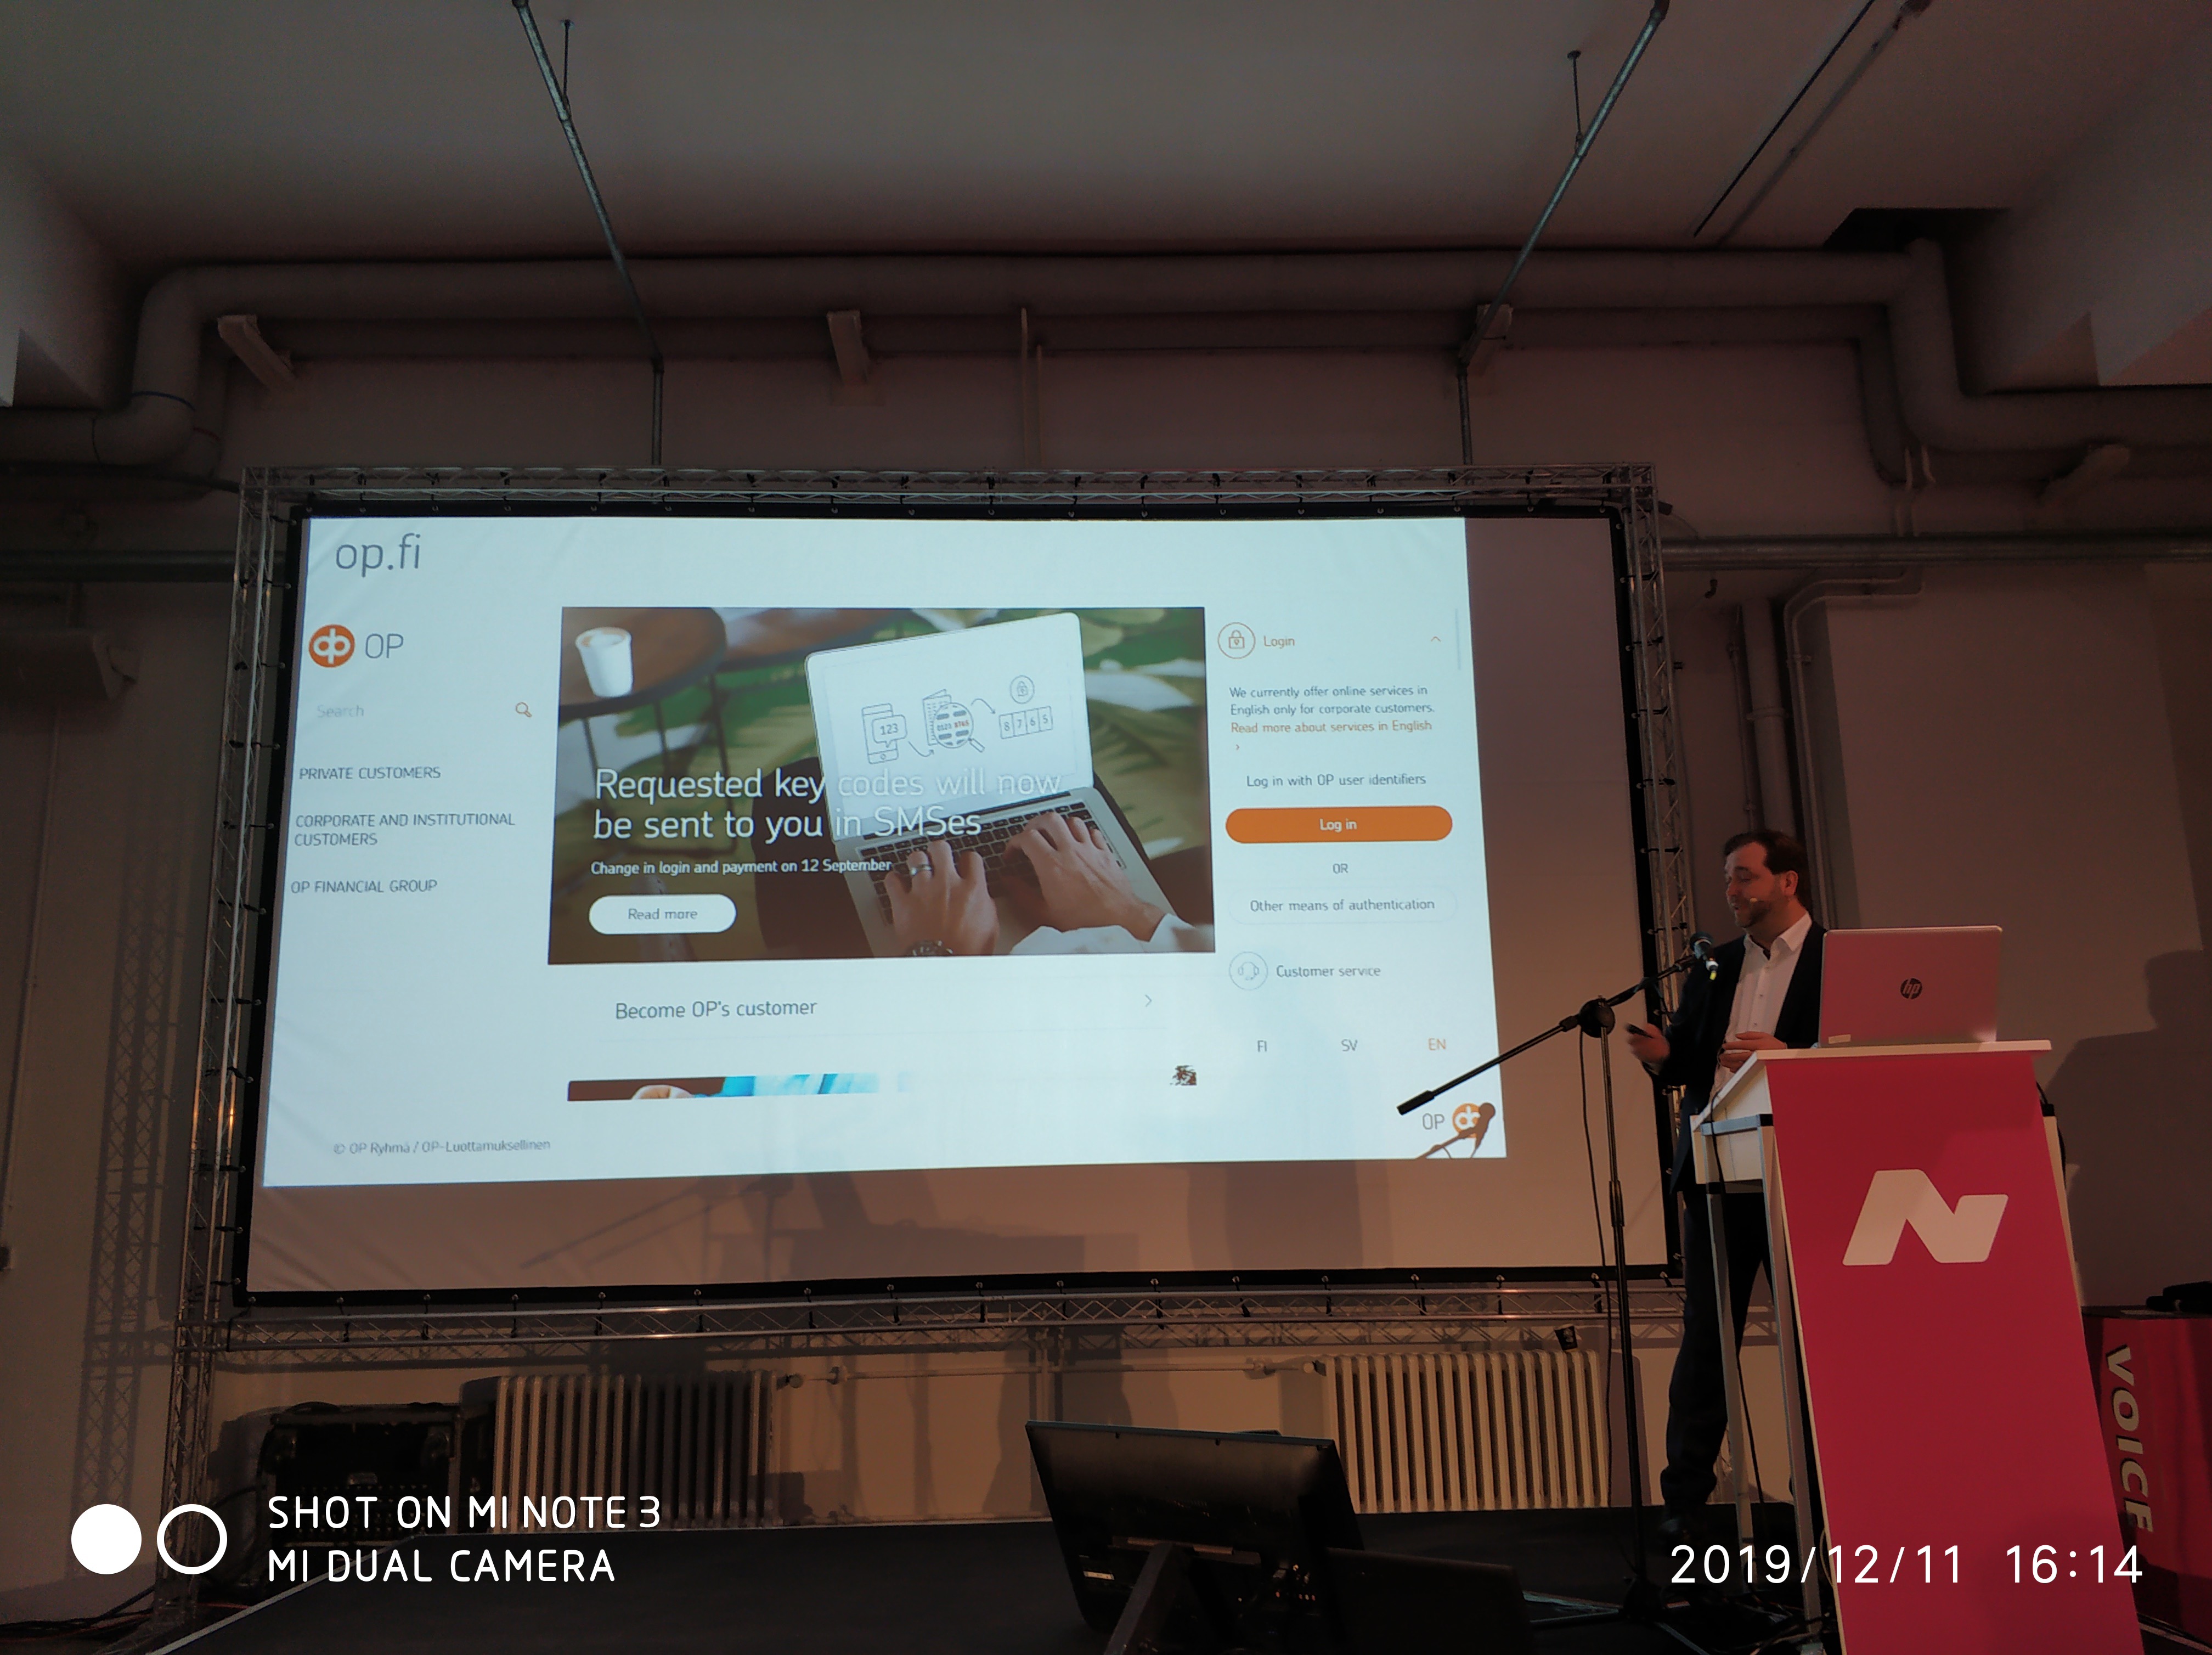 op.fi
OP
Search
PRIVATE CUSTOMERS
CORPORATE AND INSTITUTIONAL
CUSTOMERS
OP FINANCIAL GROUP
123
8 7 6 5
Requested key codes will now
be sent to you in SMSes
Change in login and payment on 12 September
Read more
Become OP's customer
Login
We currently offer online services in
English only for corporate customers.
Read more about services in English
›
Log in with OP user identifiers
Log in
OR
Other means of authentication
Customer service
FI SV EN
© OP Ryhmä / OP-Luottamuksellinen
OP
hp
N
VOICE
SHOT ON MI NOTE 3
MI DUAL CAMERA
2019/12/11 16:14